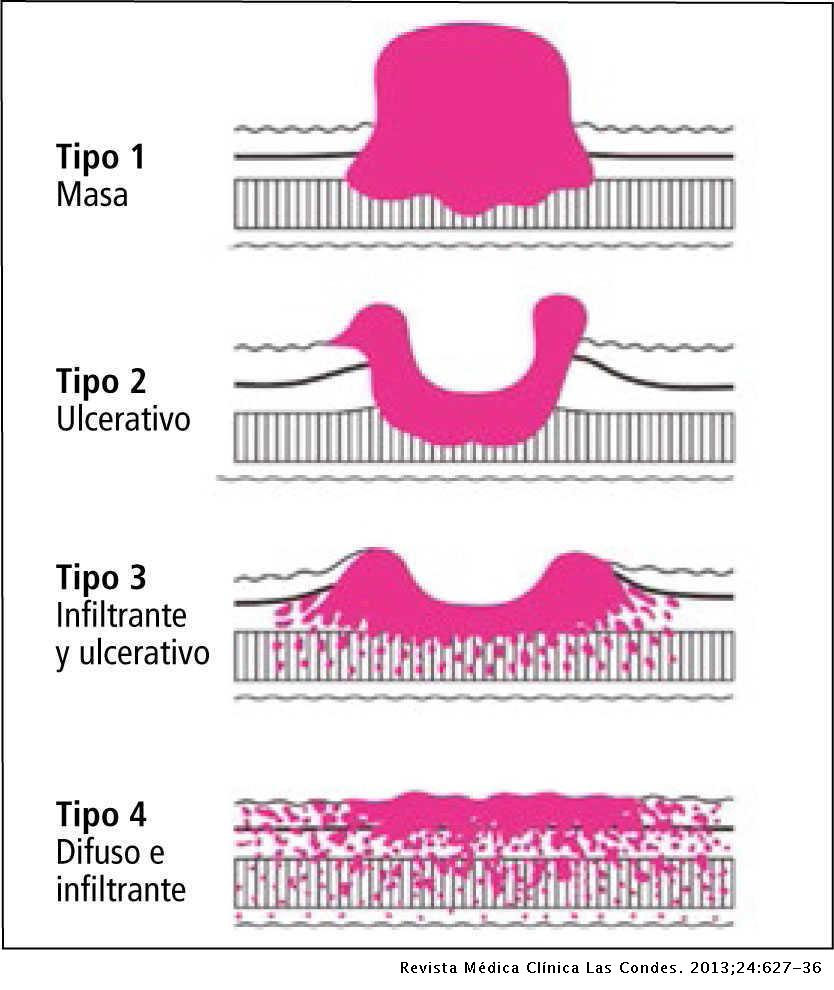 Tipo 1
Masa
Tipo 2
Ulcerativo
Tipo 3
Infiltrante
y ulcerativo
Tipo 4
Difuso e
infiltrante
Revista Médica Clínica Las Condes. 2013;24:627–36